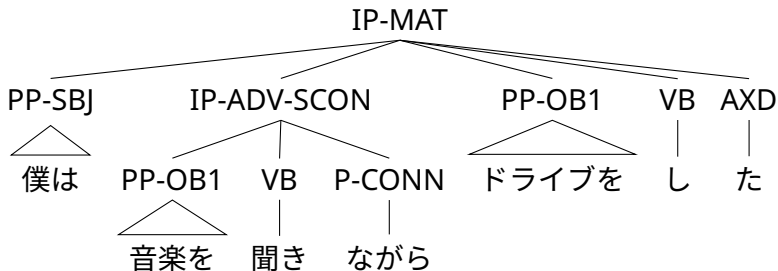 IP-MAT
PP-SBJ IP-ADV-SCON PP-OB1 VB AXD
僕は PP-OB1 VB P-CONN ドライブを し た
音楽を 聞き ながら